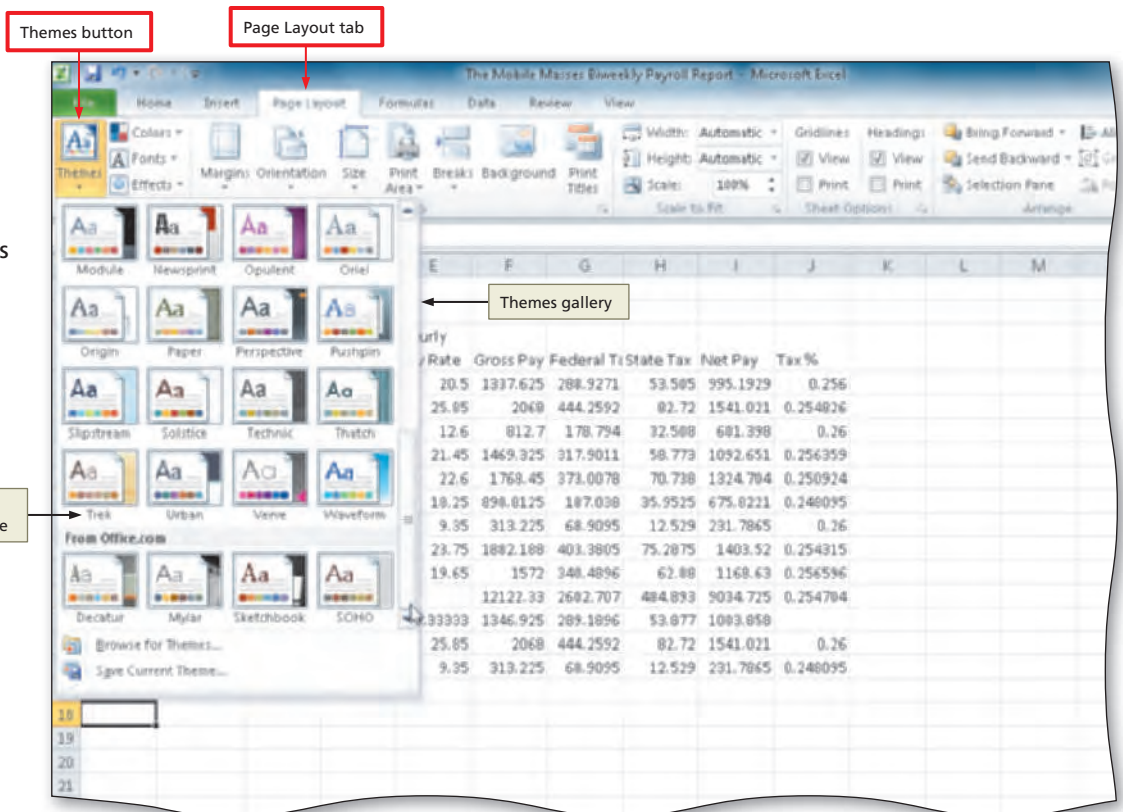 Themes button
Page Layout tab
The Mobile Masses Biweekly Payroll Report - Microsoft Excel
File Home Insert Page Layout Formulas Data Review View
Themes
Colors
Fonts
Effects
Margins Orientation Size Print Area Breaks Background Print Titles
Width: Automatic
Height: Automatic
Scale: 100%
Scale to Fit
Gridlines Headings
View View
Print Print
Sheet Options
Bring Forward
Send Backward
Selection Pane
Arrange
s
Module Newsprint Opulent Oriel
Origin Paper Perspective Pushpin
Slipstream Solstice Technic Thatch
Trek Urban Verve Waveform
From Office.com
Decatur Mylar Sketchbook SOHO
Browse for Themes...
Save Current Theme...
e
Themes gallery
E F G H I J K L M
urly
Rate Gross Pay Federal Ta State Tax Net Pay Tax %
20.5 1337.625 288.9271 53.505 995.1929 0.256
25.85 2068 444.2592 82.72 1541.021 0.254826
12.6 812.7 178.794 32.508 601.398 0.26
21.45 1469.325 317.9011 58.773 1092.651 0.256359
22.6 1768.45 373.0078 70.738 1324.704 0.250924
18.25 898.8125 187.038 35.9525 675.8221 0.248095
9.35 313.225 68.9095 12.529 231.7865 0.26
23.75 1882.188 403.3805 75.2875 1403.52 0.254315
19.65 1572 340.4896 62.88 1168.63 0.256596
12122.33 2602.707 484.893 9034.725 0.254704
.33333 1346.925 289.1896 53.877 1003.858
25.85 2068 444.2592 82.72 1541.021 0.26
9.35 313.225 68.9095 12.529 231.7865 0.248095
18
19
20
21